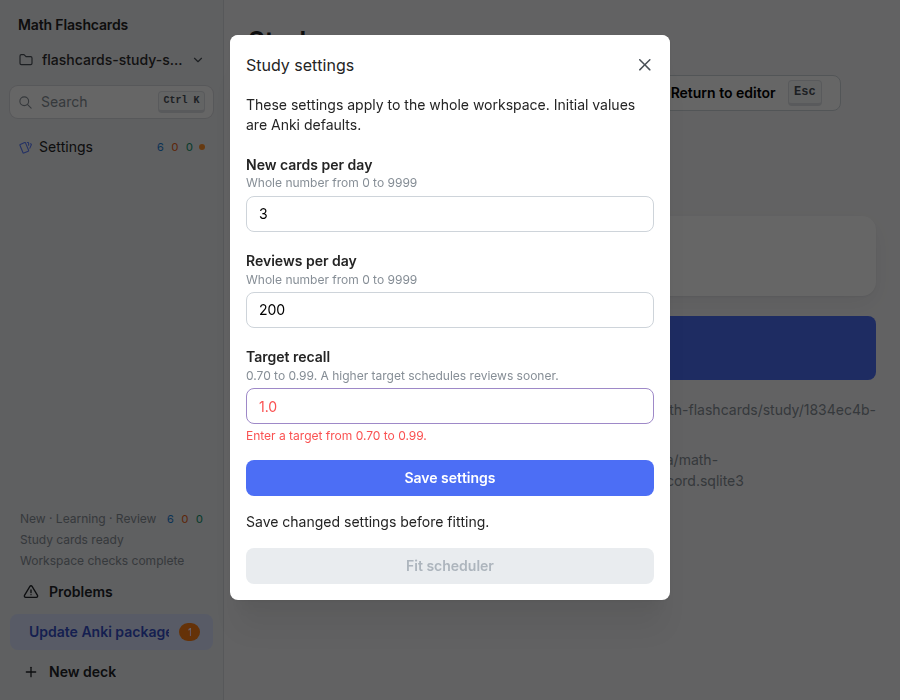 Math Flashcards
flashcards-study-s...
Search
Ctrl K
Settings
6 0 0
New · Learning · Review 6 0 0
Study cards ready
Workspace checks complete
Problems
Update Anki package
1
New deck
Return to editor
Esc
th-flashcards/study/1834ec4b-
a/math-
cord.sqlite3
Study settings
These settings apply to the whole workspace. Initial values
are Anki defaults.
New cards per day
Whole number from 0 to 9999
3
Reviews per day
Whole number from 0 to 9999
200
Target recall
0.70 to 0.99. A higher target schedules reviews sooner.
1.0
Enter a target from 0.70 to 0.99.
Save settings
Save changed settings before fitting.
Fit scheduler